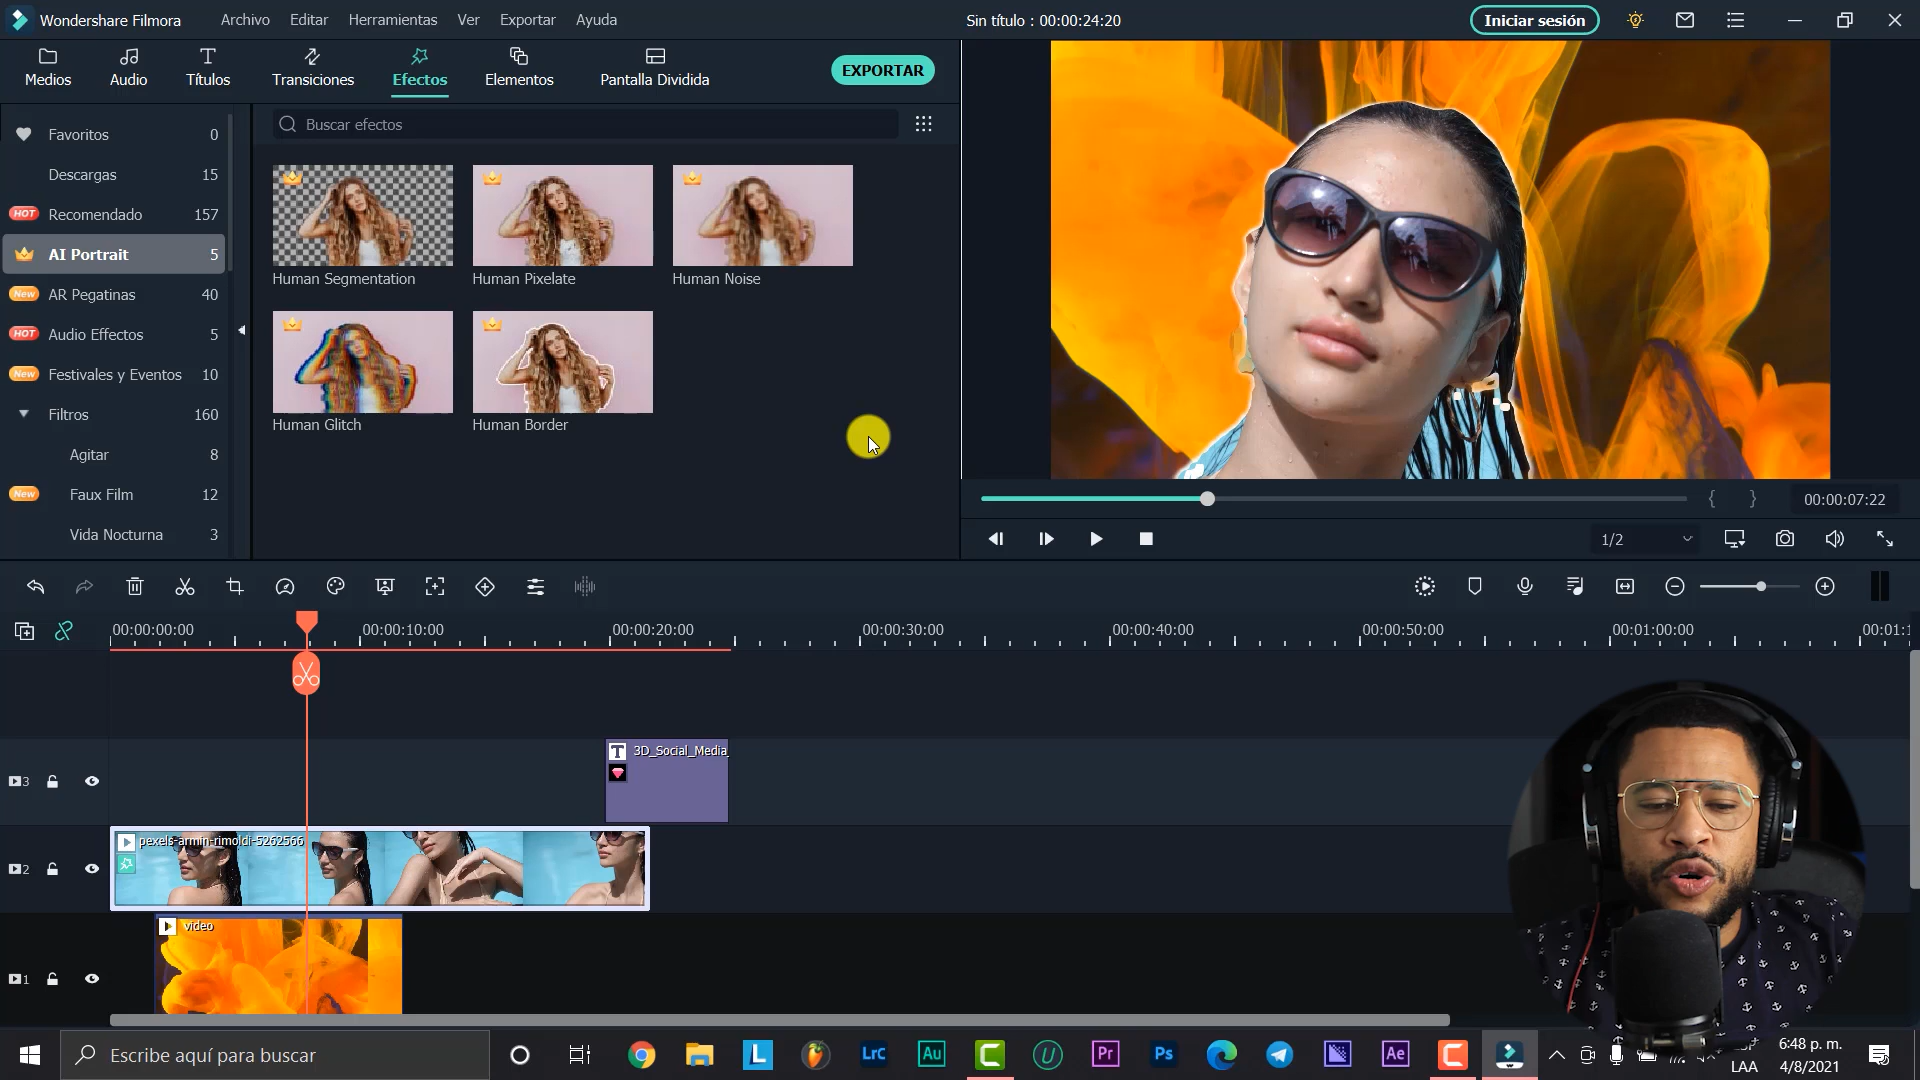 Wondershare Filmora
Archivo
Editar
Herramientas
Ver
Exportar
Ayuda
Sin título : 00:00:24:20
Iniciar sesión
Medios
Audio
Títulos
Transiciones
Efectos
Elementos
Pantalla Dividida
EXPORTAR
Favoritos 0
Descargas 15
HOT Recomendado 157
AI Portrait 5
New AR Pegatinas 40
HOT Audio Effectos 5
New Festivales y Eventos 10
Filtros 160
Agitar 8
New Faux Film 12
Vida Nocturna 3
Buscar efectos
Human Segmentation
Human Pixelate
Human Noise
Human Glitch
Human Border
{ }
00:00:07:22
1/2
00:00:00:00
00:00:10:00
00:00:20:00
00:00:30:00
00:00:40:00
00:00:50:00
00:01:00:00
00:01:1
3
T 3D_Social_Media_
2
pexels-armin-rimoldi-5262566
1
video
Escribe aquí para buscar
L
LrC
Au
C
U
Pr
Ps
Ae
C
ESP
LAA
6:48 p. m.
4/8/2021